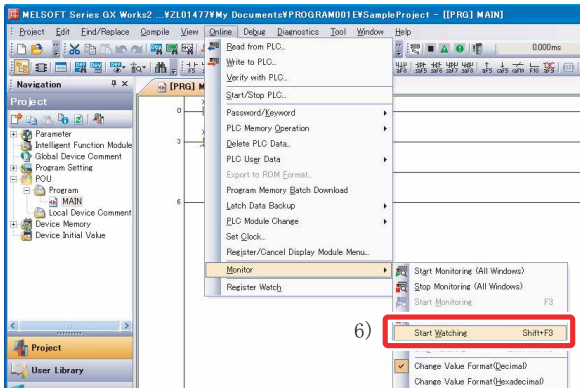 MELSOFT Series GX Works2 ...¥ZL01477¥My Documents¥PROGRAM001E¥SampleProject - [[PRG] MAIN]
Project Edit Find/Replace Compile View Online Debug Diagnostics Tool Window Help
0.000ms
Navigation
[PRG] M
Project
Parameter
Intelligent Function Module
Global Device Comment
Program Setting
POU
Program
MAIN
Local Device Comment
Device Memory
Device Initial Value
Project
User Library
0
3
6
Read from PLC...
Write to PLC...
Verify with PLC...
Start/Stop PLC...
Password/Keyword
PLC Memory Operation
Delete PLC Data...
PLC User Data
Export to ROM Format...
Program Memory Batch Download
Latch Data Backup
PLC Module Change
Set Clock...
Register/Cancel Display Module Menu...
Monitor
Register Watch
Start Monitoring (All Windows)
Stop Monitoring (All Windows)
Start Monitoring F3
6)
Start Watching Shift+F3
Change Value Format(Decimal)
Change Value Format(Hexadecimal)